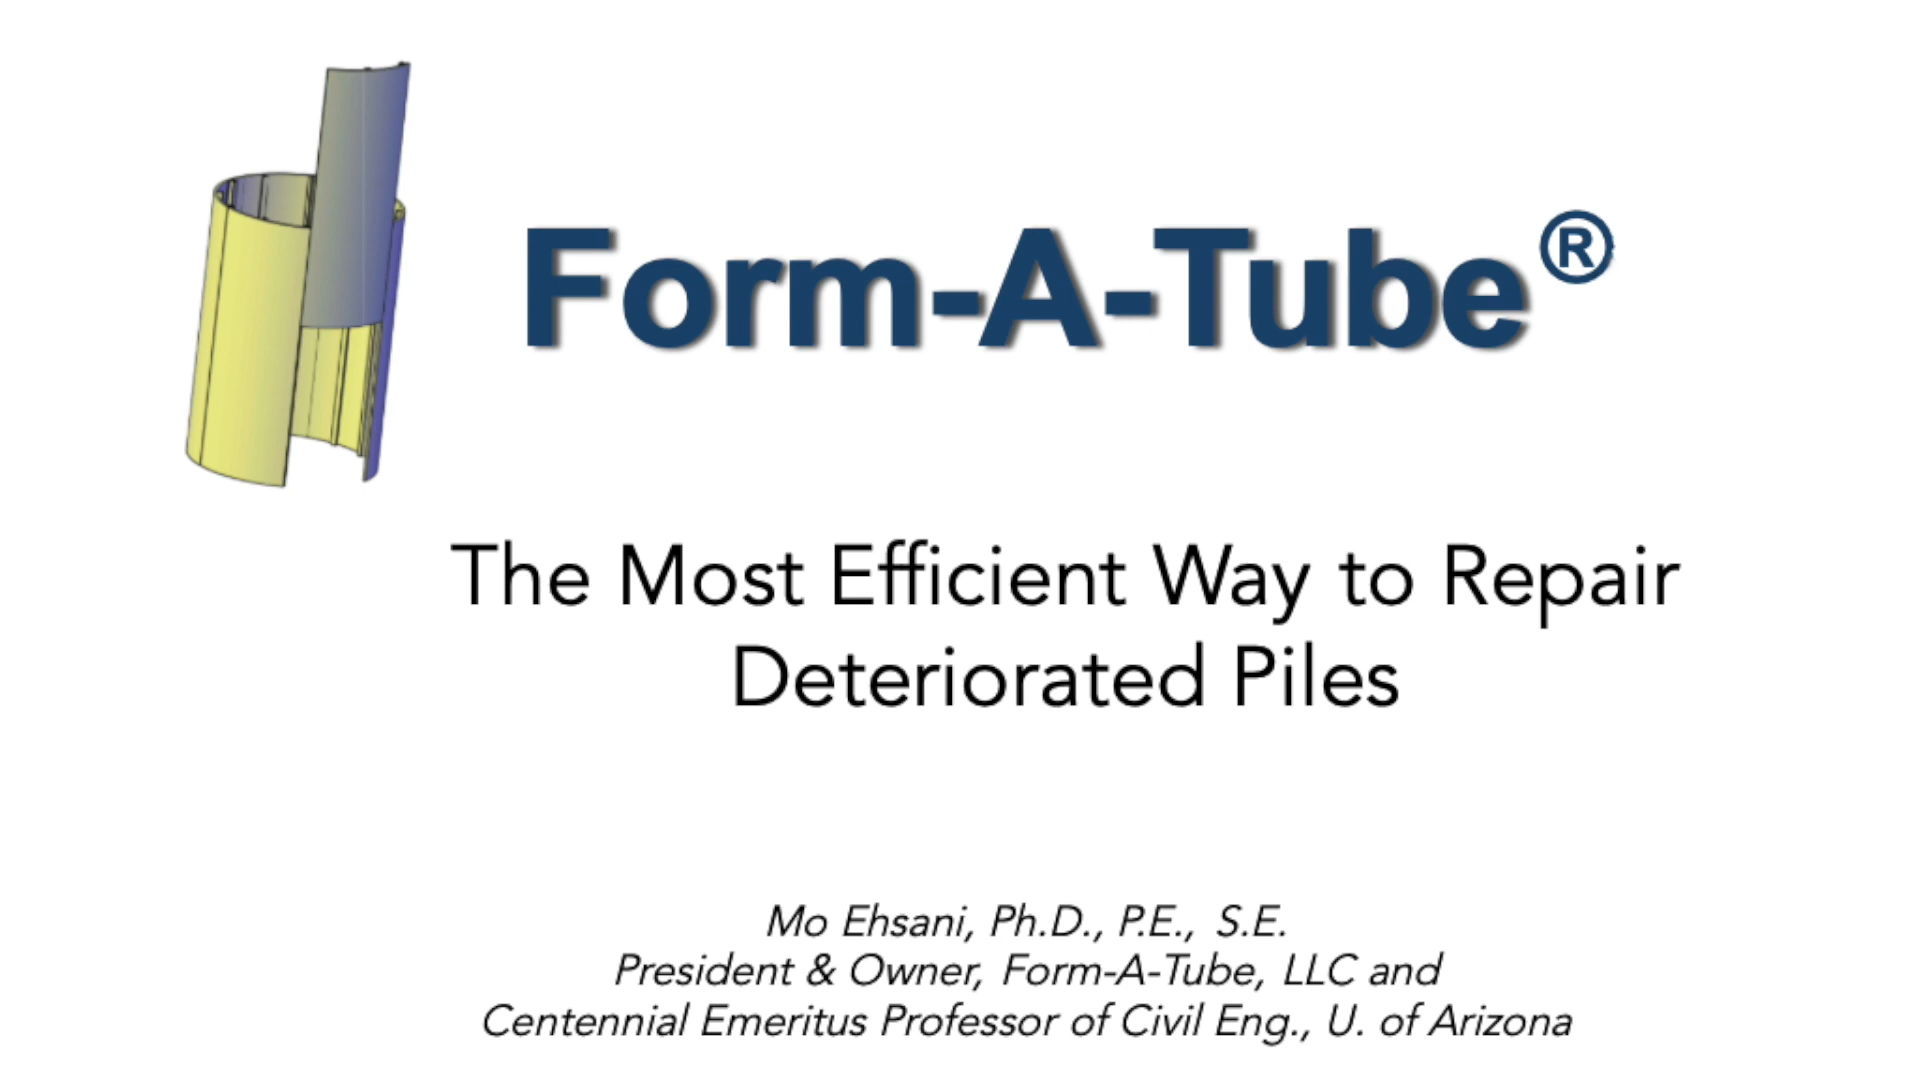 Form-A-Tube®
The Most Efficient Way to Repair
Deteriorated Piles
Mo Ehsani, Ph.D., P.E., S.E.
President & Owner, Form-A-Tube, LLC and
Centennial Emeritus Professor of Civil Eng., U. of Arizona